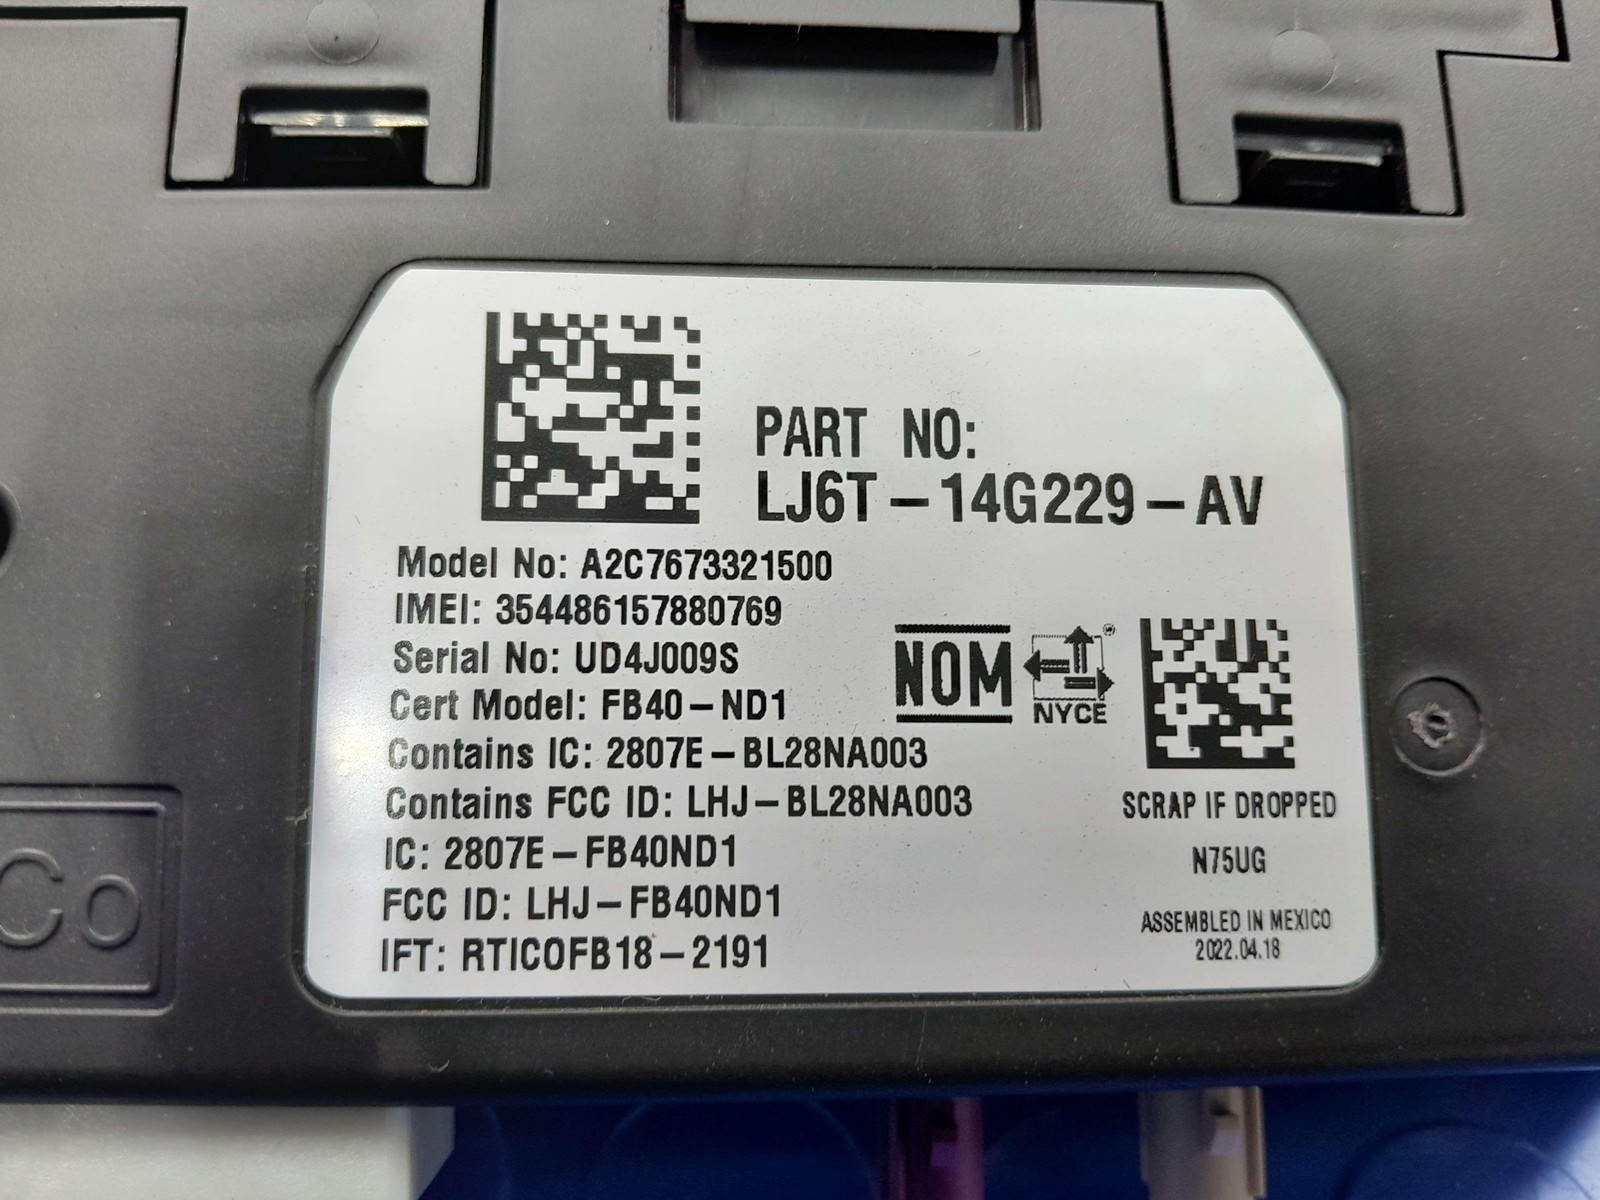 PART NO:
LJ6T-14G229-AV
Model No: A2C7673321500
IMEI: 354486157880769
Serial No: UD4J009S
Cert Model: FB40-ND1
Contains IC: 2807E-BL28NA003
Contains FCC ID: LHJ-BL28NA003
IC: 2807E-FB40ND1
FCC ID: LHJ-FB40ND1
IFT: RTICOFB18-2191
NOM
NYCE
SCRAP IF DROPPED
N75UG
ASSEMBLED IN MEXICO
2022.04.18
Co